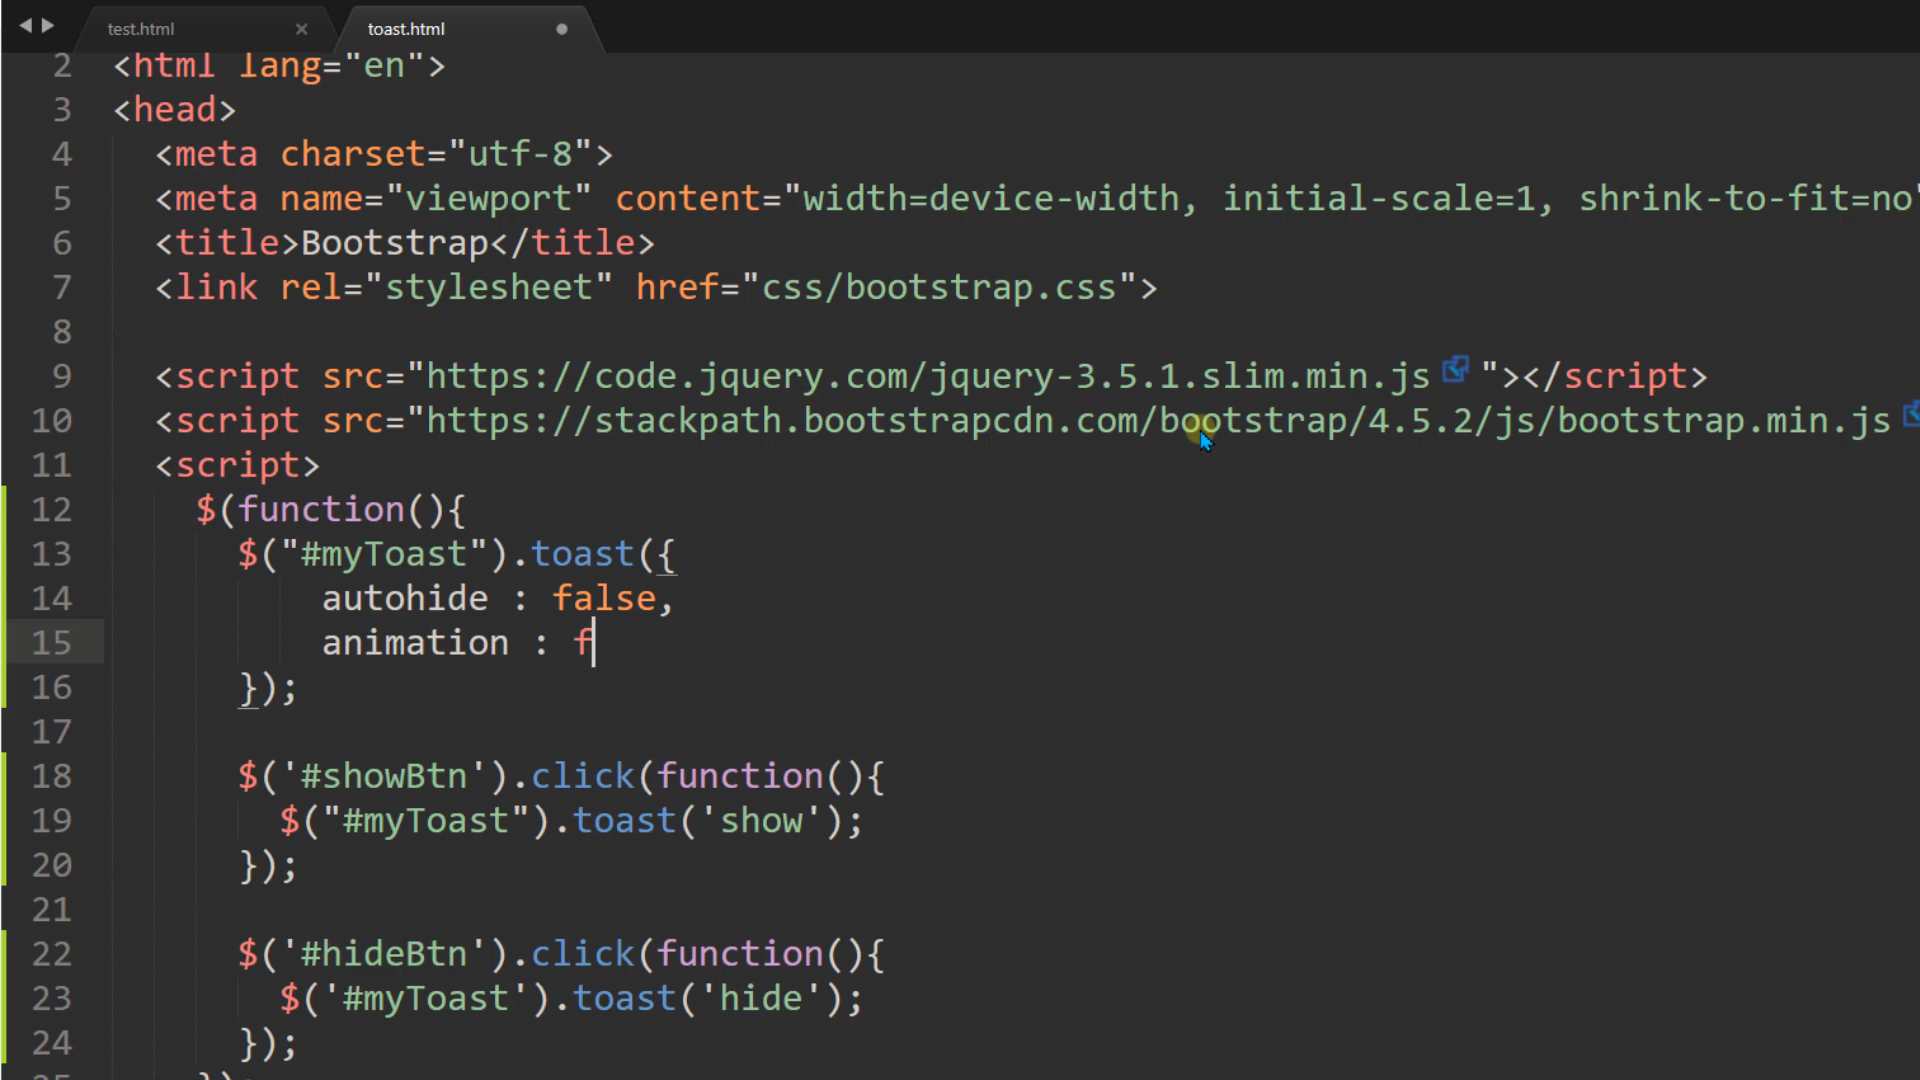 test.html × toast.html
2 <html lang="en">
3 <head>
4 <meta charset="utf-8">
5 <meta name="viewport" content="width=device-width, initial-scale=1, shrink-to-fit=no"
6 <title>Bootstrap</title>
7 <link rel="stylesheet" href="css/bootstrap.css">
8
9 <script src="https://code.jquery.com/jquery-3.5.1.slim.min.js"></script>
10 <script src="https://stackpath.bootstrapcdn.com/bootstrap/4.5.2/js/bootstrap.min.js
11 <script>
12 $(function(){
13 $("#myToast").toast({
14 autohide : false,
15 animation : f
16 });
17
18 $('#showBtn').click(function(){
19 $("#myToast").toast('show');
20 });
21
22 $('#hideBtn').click(function(){
23 $('#myToast').toast('hide');
24 });